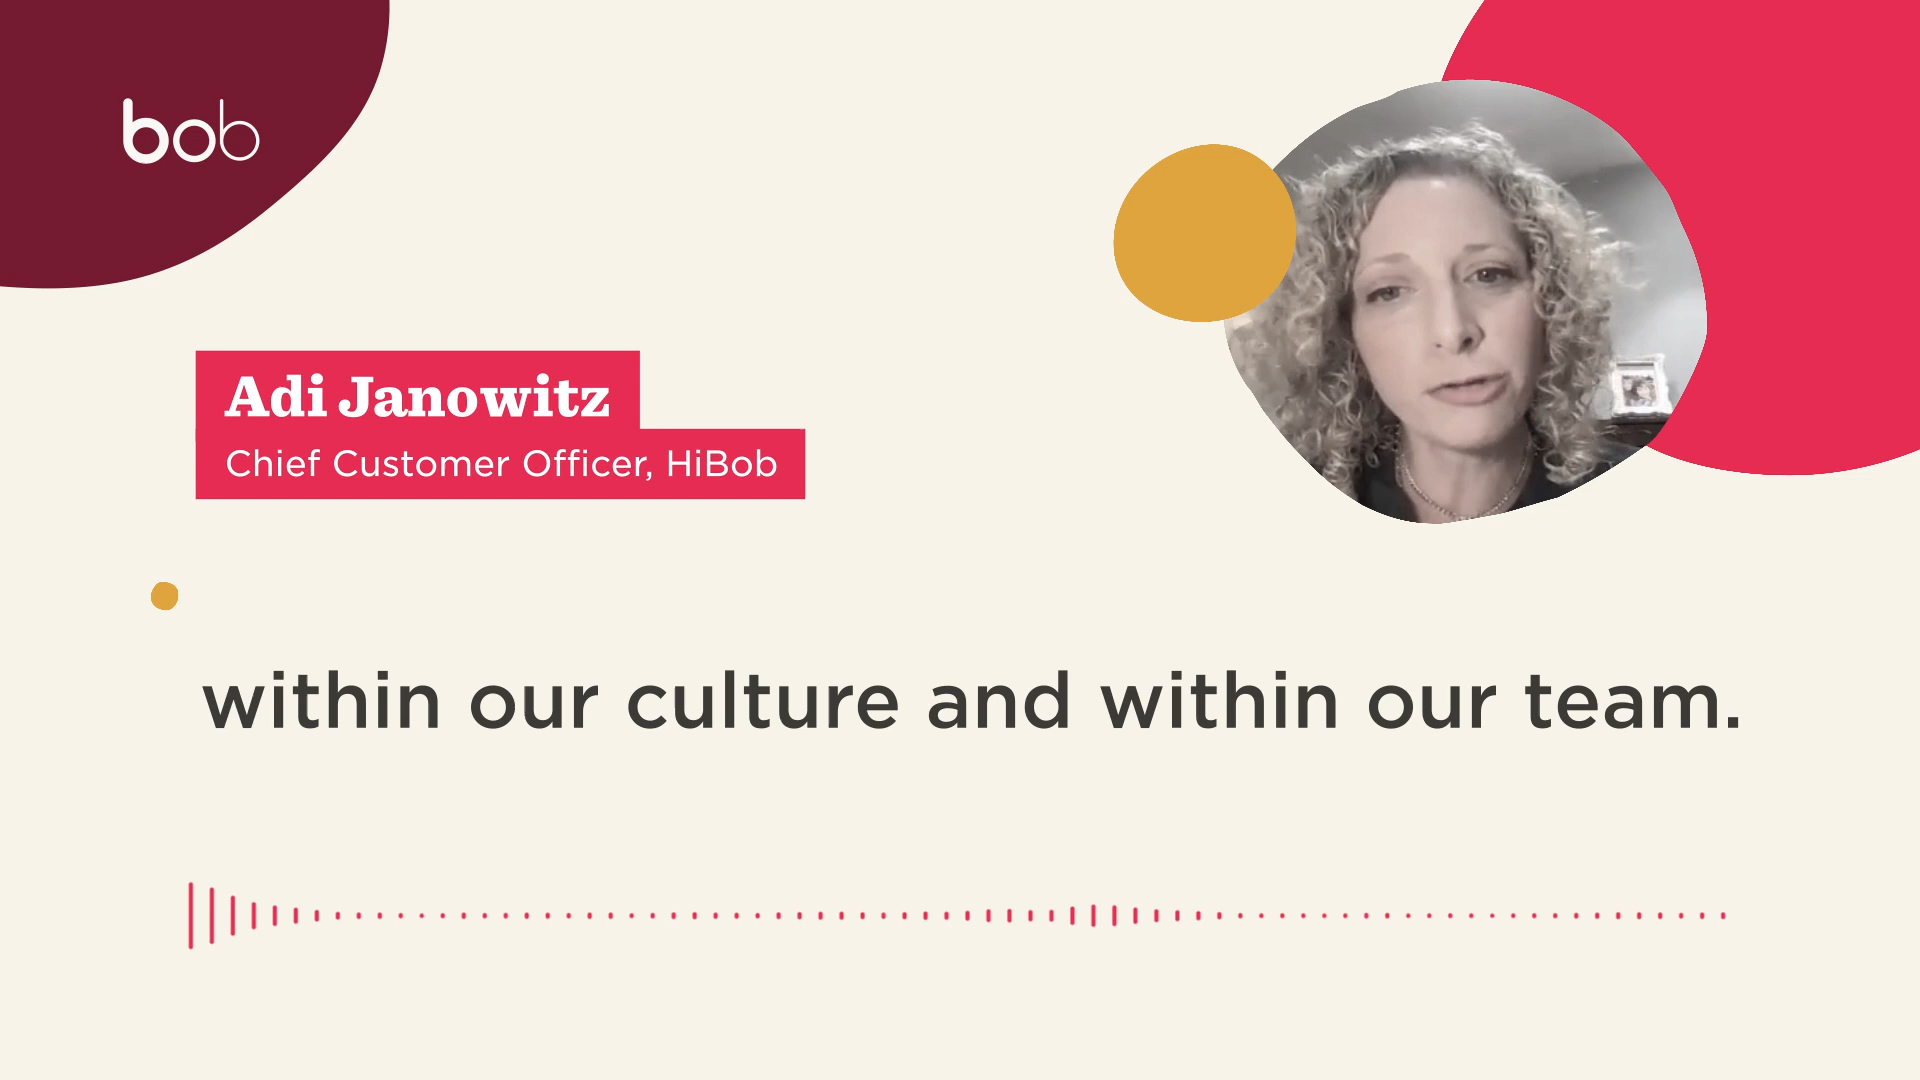 bob
Adi Janowitz
Chief Customer Officer, HiBob
within our culture and within our team.